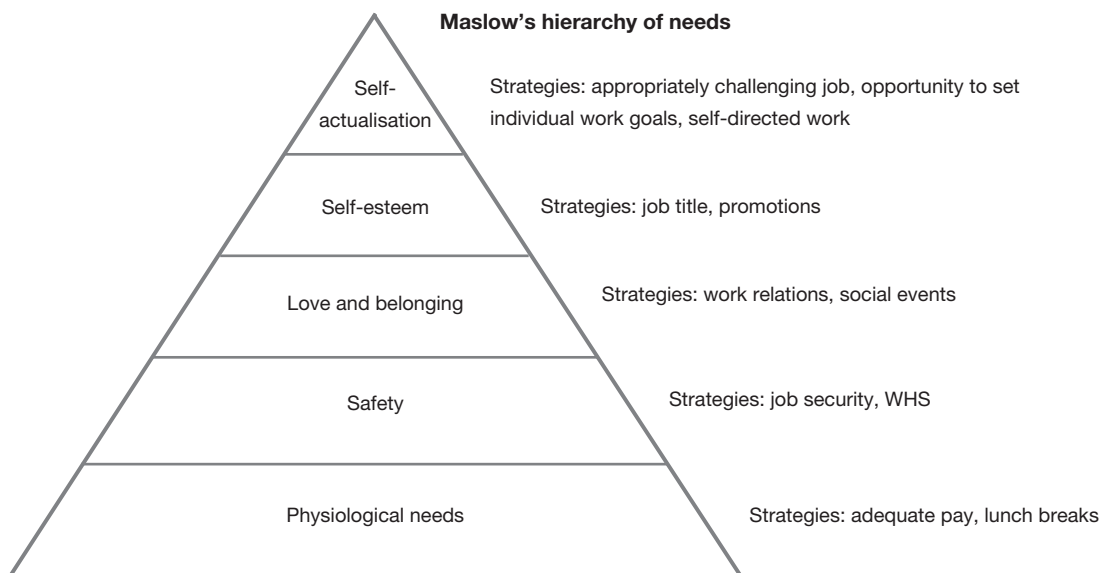 Maslow’s hierarchy of needs
Self-
actualisation
Strategies: appropriately challenging job, opportunity to set
individual work goals, self-directed work
Self-esteem
Strategies: job title, promotions
Love and belonging
Strategies: work relations, social events
Safety
Strategies: job security, WHS
Physiological needs
Strategies: adequate pay, lunch breaks